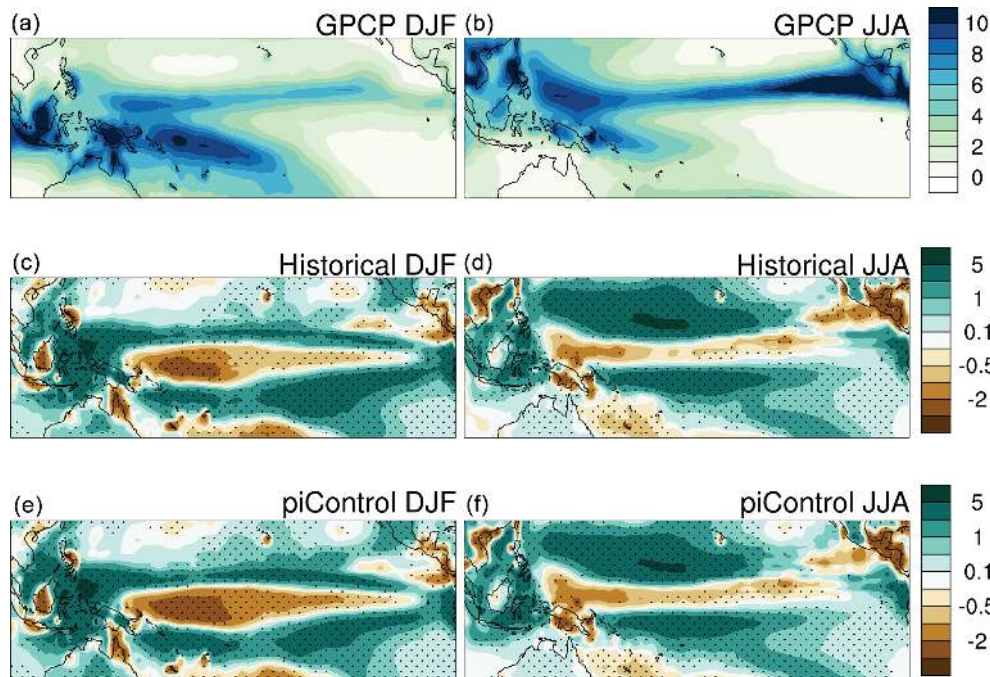 (a) GPCP DJF
(b) GPCP JJA
10
8
6
4
2
0
(c) Historical DJF
(d) Historical JJA
5
1
0.1
-0.5
-2
(e) piControl DJF
(f) piControl JJA
5
1
0.1
-0.5
-2